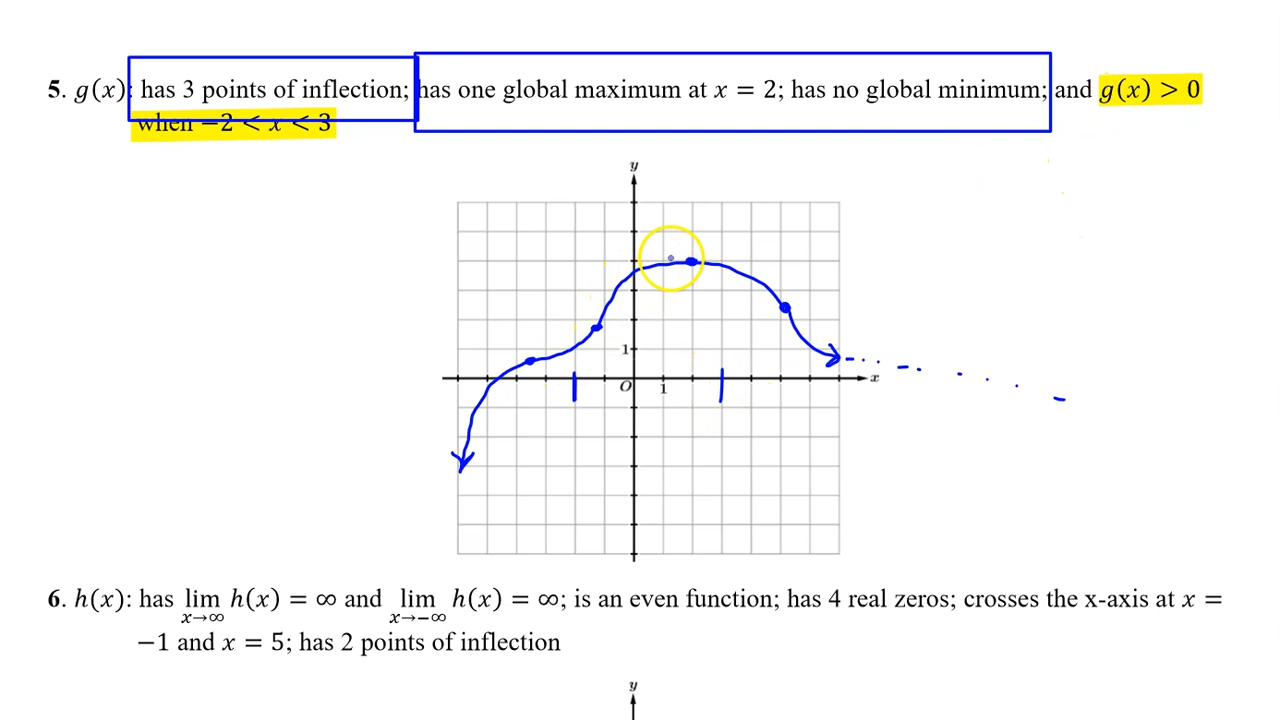 5. g(x): has 3 points of inflection; has one global maximum at x = 2; has no global minimum; and g(x) > 0
when −2 < x < 3
y
1
O
1
x
6. h(x): has lim x→∞ h(x) = ∞ and lim x→−∞ h(x) = ∞; is an even function; has 4 real zeros; crosses the x-axis at x =
−1 and x = 5; has 2 points of inflection
y